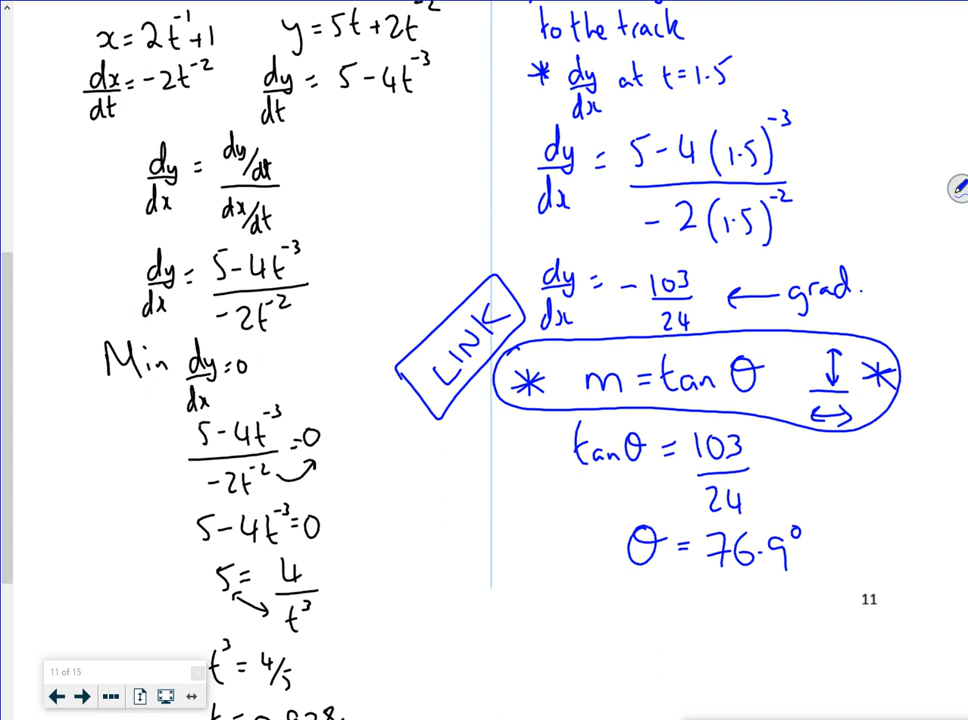 x = 2t⁻¹+1
y = 5t + 2t⁻²
dx/dt = -2t⁻²
dy/dt = 5 - 4t⁻³
dy/dx = (dy/dt)/(dx/dt)
dy/dx = (5-4t⁻³)/(-2t⁻²)
Min dy/dx = 0
(5-4t⁻³)/(-2t⁻²) = 0
5-4t⁻³ = 0
5 = 4/t³
t³ = 4/5
11 of 15
to the track
* dy/dx at t = 1.5
dy/dx = (5-4(1.5)⁻³)/(-2(1.5)⁻²)
dy/dx = -103/24 ← grad.
LINK
* m = tan θ ↕/↔ *
tanθ = 103/24
θ = 76.9°
11